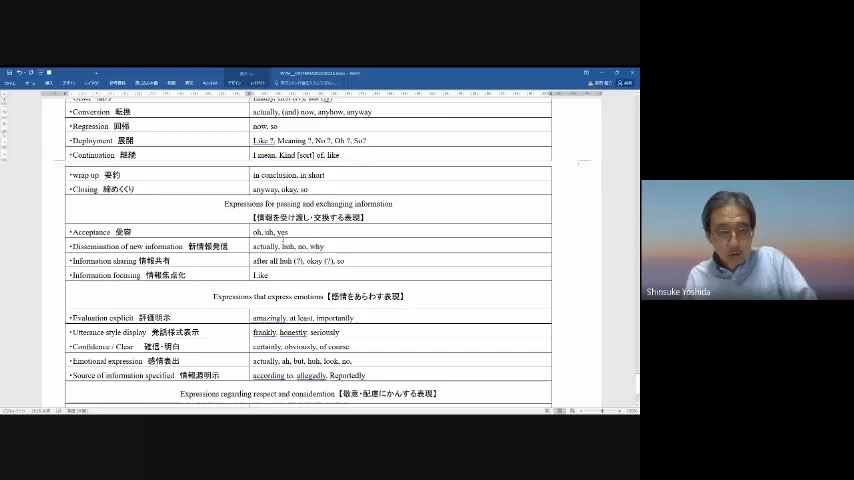 ・Conversion 転換 actually, (and) now, anyhow, anyway
・Regression 回帰 now, so
・Deployment 展開 Like ?, Meaning ?, No ?, Oh ?, So?
・Continuation 継続 I mean. Kind [sort] of, like
・wrap up 要約 in conclusion, in short
・Closing 締めくくり anyway, okay, so
Expressions for passing and exchanging information
【情報を受け渡し・交換する表現】
・Acceptance 受容 oh, uh, yes
・Dissemination of new information 新情報発信 actually, huh, no, why
・Information sharing 情報共有 after all huh (?), okay (?), so
・Information focusing 情報焦点化 Like
Expressions that express emotions 【感情をあらわす表現】
・Evaluation explicit 評価明示 amazingly, at least, importantly
・Utterance style display 発話様式表示 frankly, honestly, seriously
・Confidence / Clear 確信・明白 certainly, obviously, of course
・Emotional expression 感情表出 actually, ah, but, huh, look, no,
・Source of information specified 情報源明示 according to, allegedly, Reportedly
Expressions regarding respect and consideration 【敬意・配慮にかんする表現】
Shinsuke Yoshida